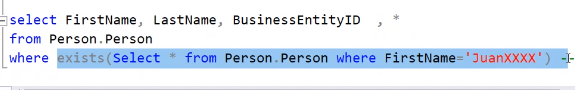 select FirstName, LastName, BusinessEntityID , *
from Person.Person
where exists(Select * from Person.Person where FirstName='JuanXXXX') --